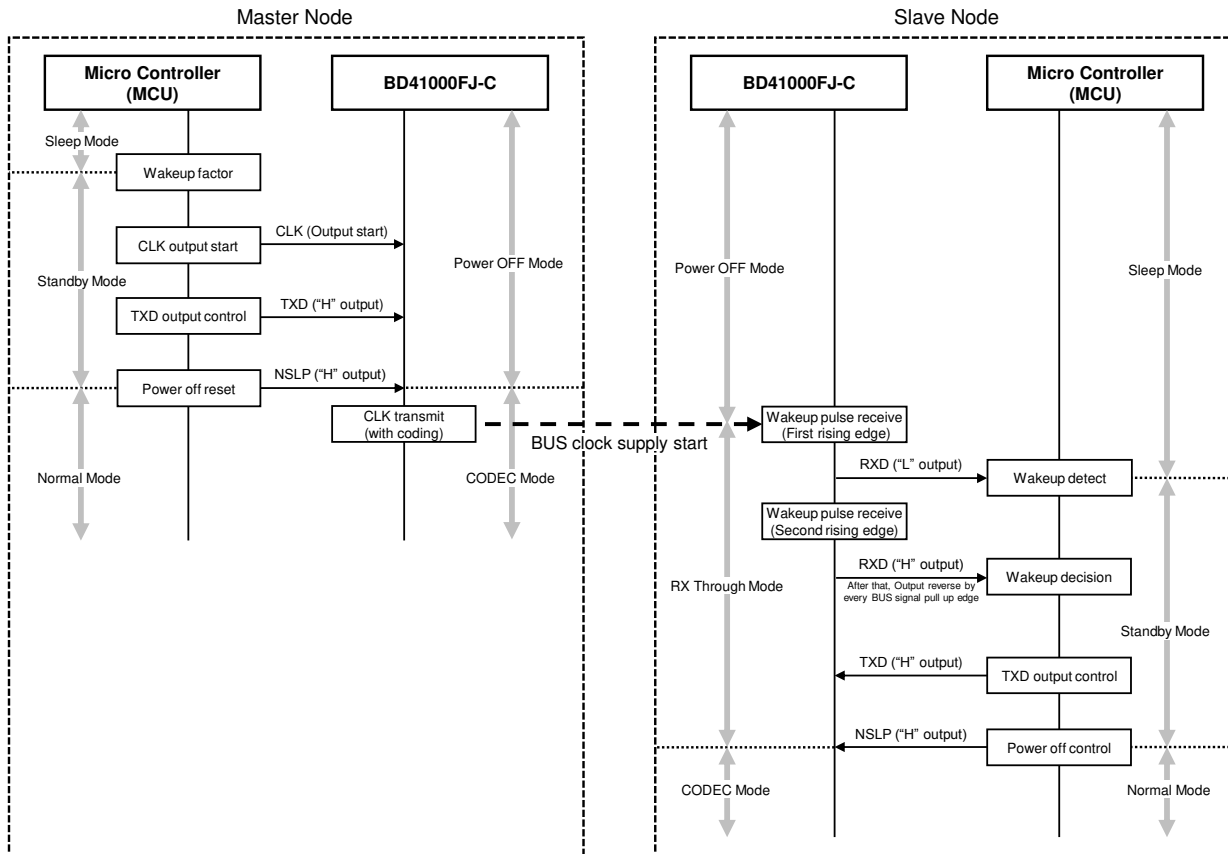 Master Node
Micro Controller
(MCU)
BD41000FJ-C
Sleep Mode
Wakeup factor
CLK output start
CLK (Output start)
Standby Mode
Power OFF Mode
TXD output control
TXD (“H” output)
Power off reset
NSLP (“H” output)
CLK transmit
(with coding)
Normal Mode
CODEC Mode
BUS clock supply start
Slave Node
BD41000FJ-C
Micro Controller
(MCU)
Power OFF Mode
Sleep Mode
Wakeup pulse receive
(First rising edge)
RXD (“L” output)
Wakeup detect
Wakeup pulse receive
(Second rising edge)
RXD (“H” output)
After that, Output reverse by
every BUS signal pull up edge
Wakeup decision
RX Through Mode
Standby Mode
TXD (“H” output)
TXD output control
NSLP (“H” output)
Power off control
CODEC Mode
Normal Mode